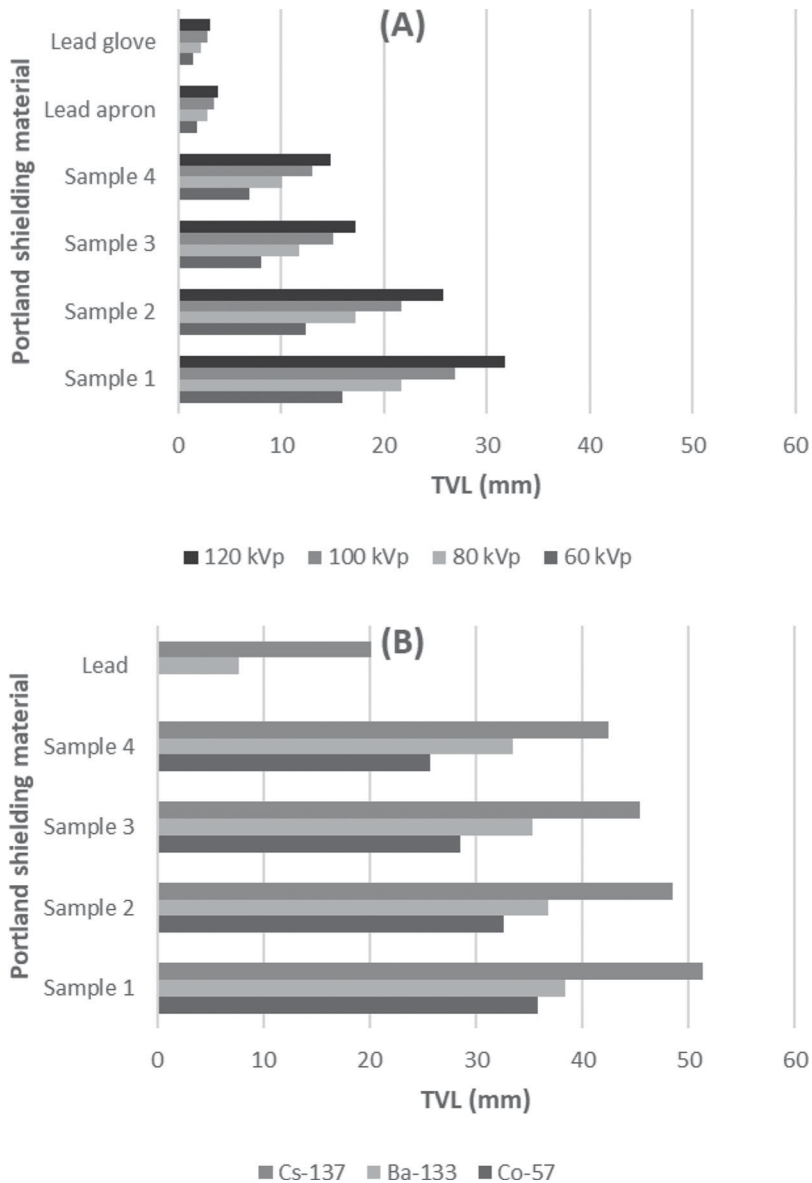 (A)
Portland shielding material
Lead glove
Lead apron
Sample 4
Sample 3
Sample 2
Sample 1
0 10 20 30 40 50 60
TVL (mm)
120 kVp 100 kVp 80 kVp 60 kVp
(B)
Portland shielding material
Lead
Sample 4
Sample 3
Sample 2
Sample 1
0 10 20 30 40 50 60
TVL (mm)
Cs-137 Ba-133 Co-57